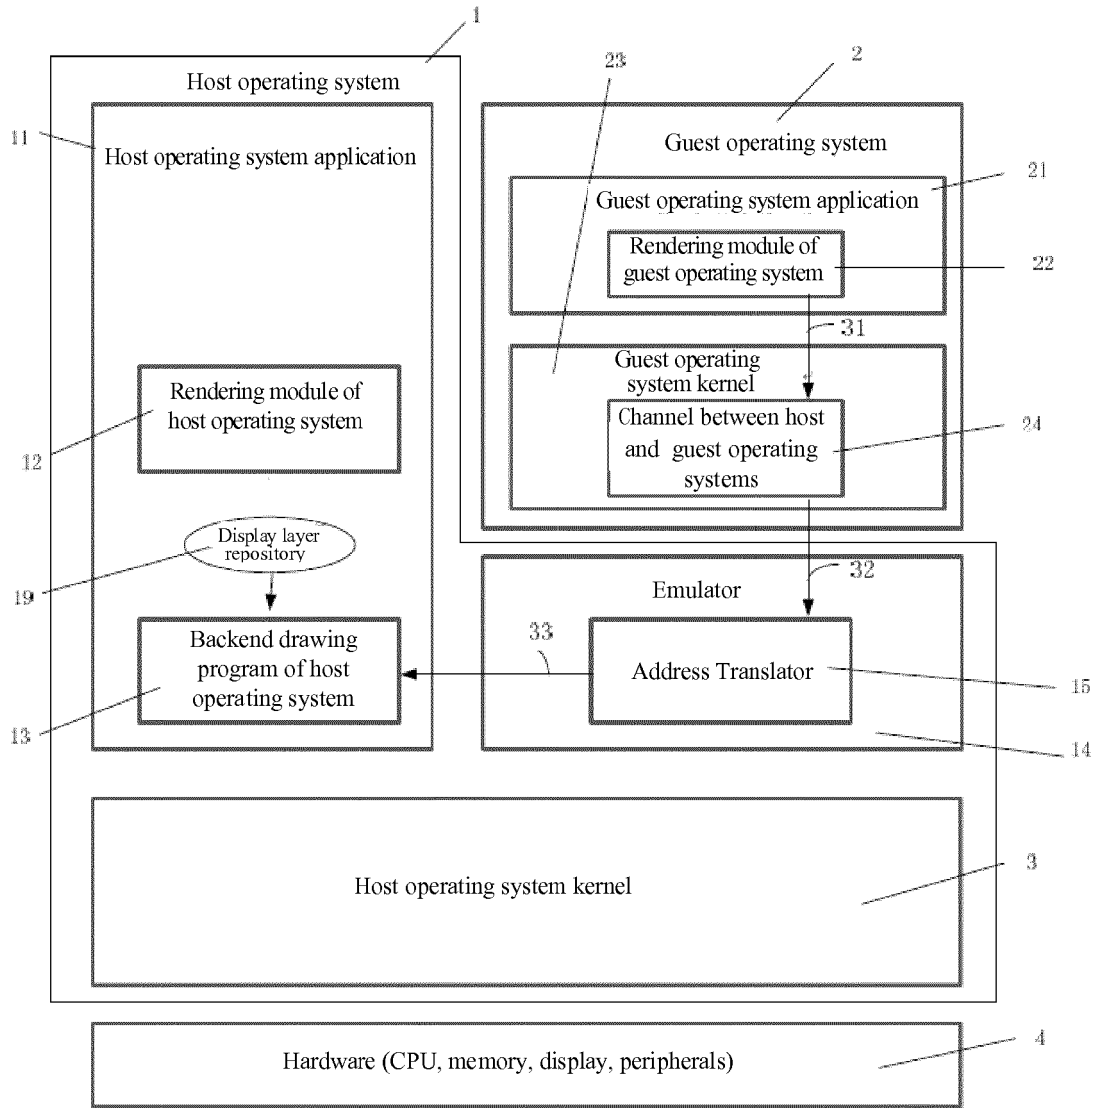 1
Host operating system
2
23
11
Host operating system application
Guest operating system
21
Guest operating system application
Rendering module of
guest operating system
22
31
Guest operating
system kernel
Rendering module of
host operating system
Channel between host
and guest operating
systems
24
12
Display layer
repository
19
32
Emulator
33
Backend drawing
program of host
operating system
Address Translator
15
13
14
3
Host operating system kernel
4
Hardware (CPU, memory, display, peripherals)